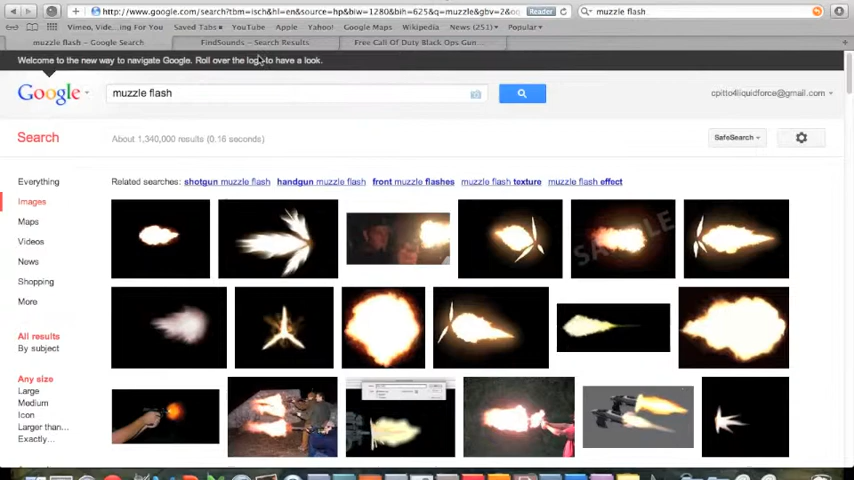 http://www.google.com/search?tbm=isch&hl=en&source=hp&biw=1280&bih=625&q=muzzle+flash&gbv=2&o
Reader
muzzle flash
Vimeo, Vide...ing For You
Saved Tabs
YouTube
Apple
Yahoo!
Google Maps
Wikipedia
News (251)
Popular
muzzle flash – Google Search
FindSounds – Search Results
Free Call Of Duty Black Ops Gun...
Welcome to the new way to navigate Google. Roll over the logo to have a look.
Google
muzzle flash
cpitto4liquidforce@gmail.com
Search
About 1,340,000 results (0.16 seconds)
SafeSearch
Everything
Related searches: shotgun muzzle flash handgun muzzle flash front muzzle flashes muzzle flash texture muzzle flash effect
Images
Maps
Videos
News
Shopping
More
SAMPLE
All results
By subject
Any size
Large
Medium
Icon
Larger than...
Exactly...